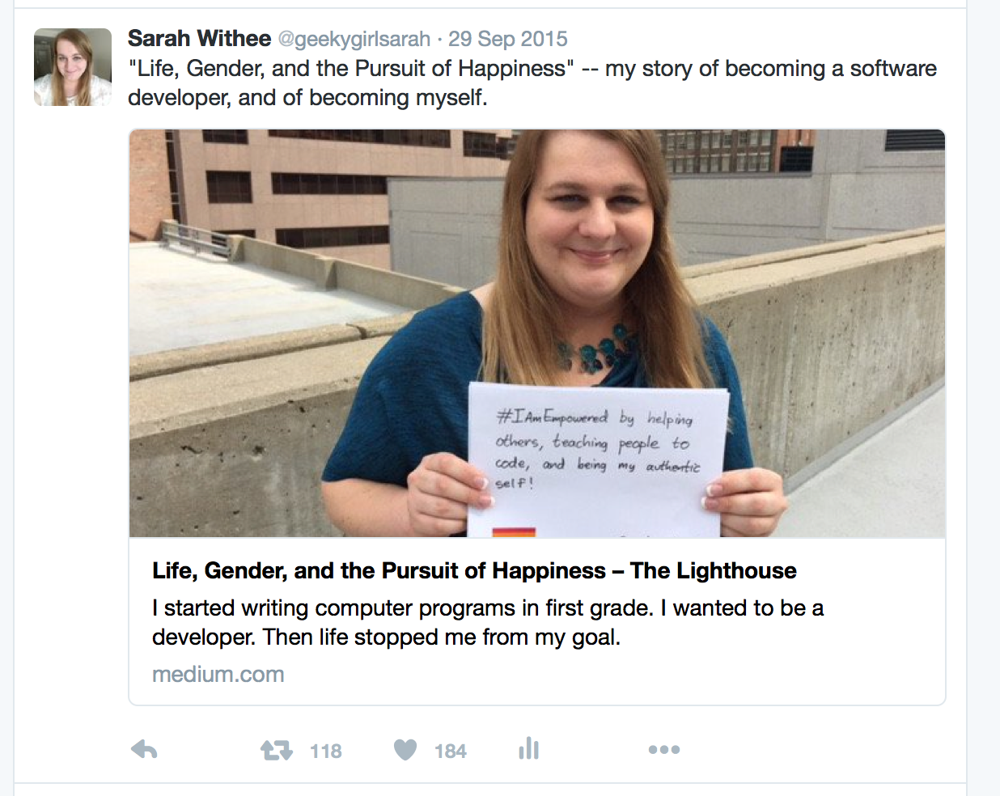 Sarah Withee @geekygirlsarah · 29 Sep 2015
"Life, Gender, and the Pursuit of Happiness" -- my story of becoming a software
developer, and of becoming myself.
#IAmEmpowered by helping
others, teaching people to
code, and being my authentic
self!
Life, Gender, and the Pursuit of Happiness – The Lighthouse
I started writing computer programs in first grade. I wanted to be a
developer. Then life stopped me from my goal.
medium.com
118 184